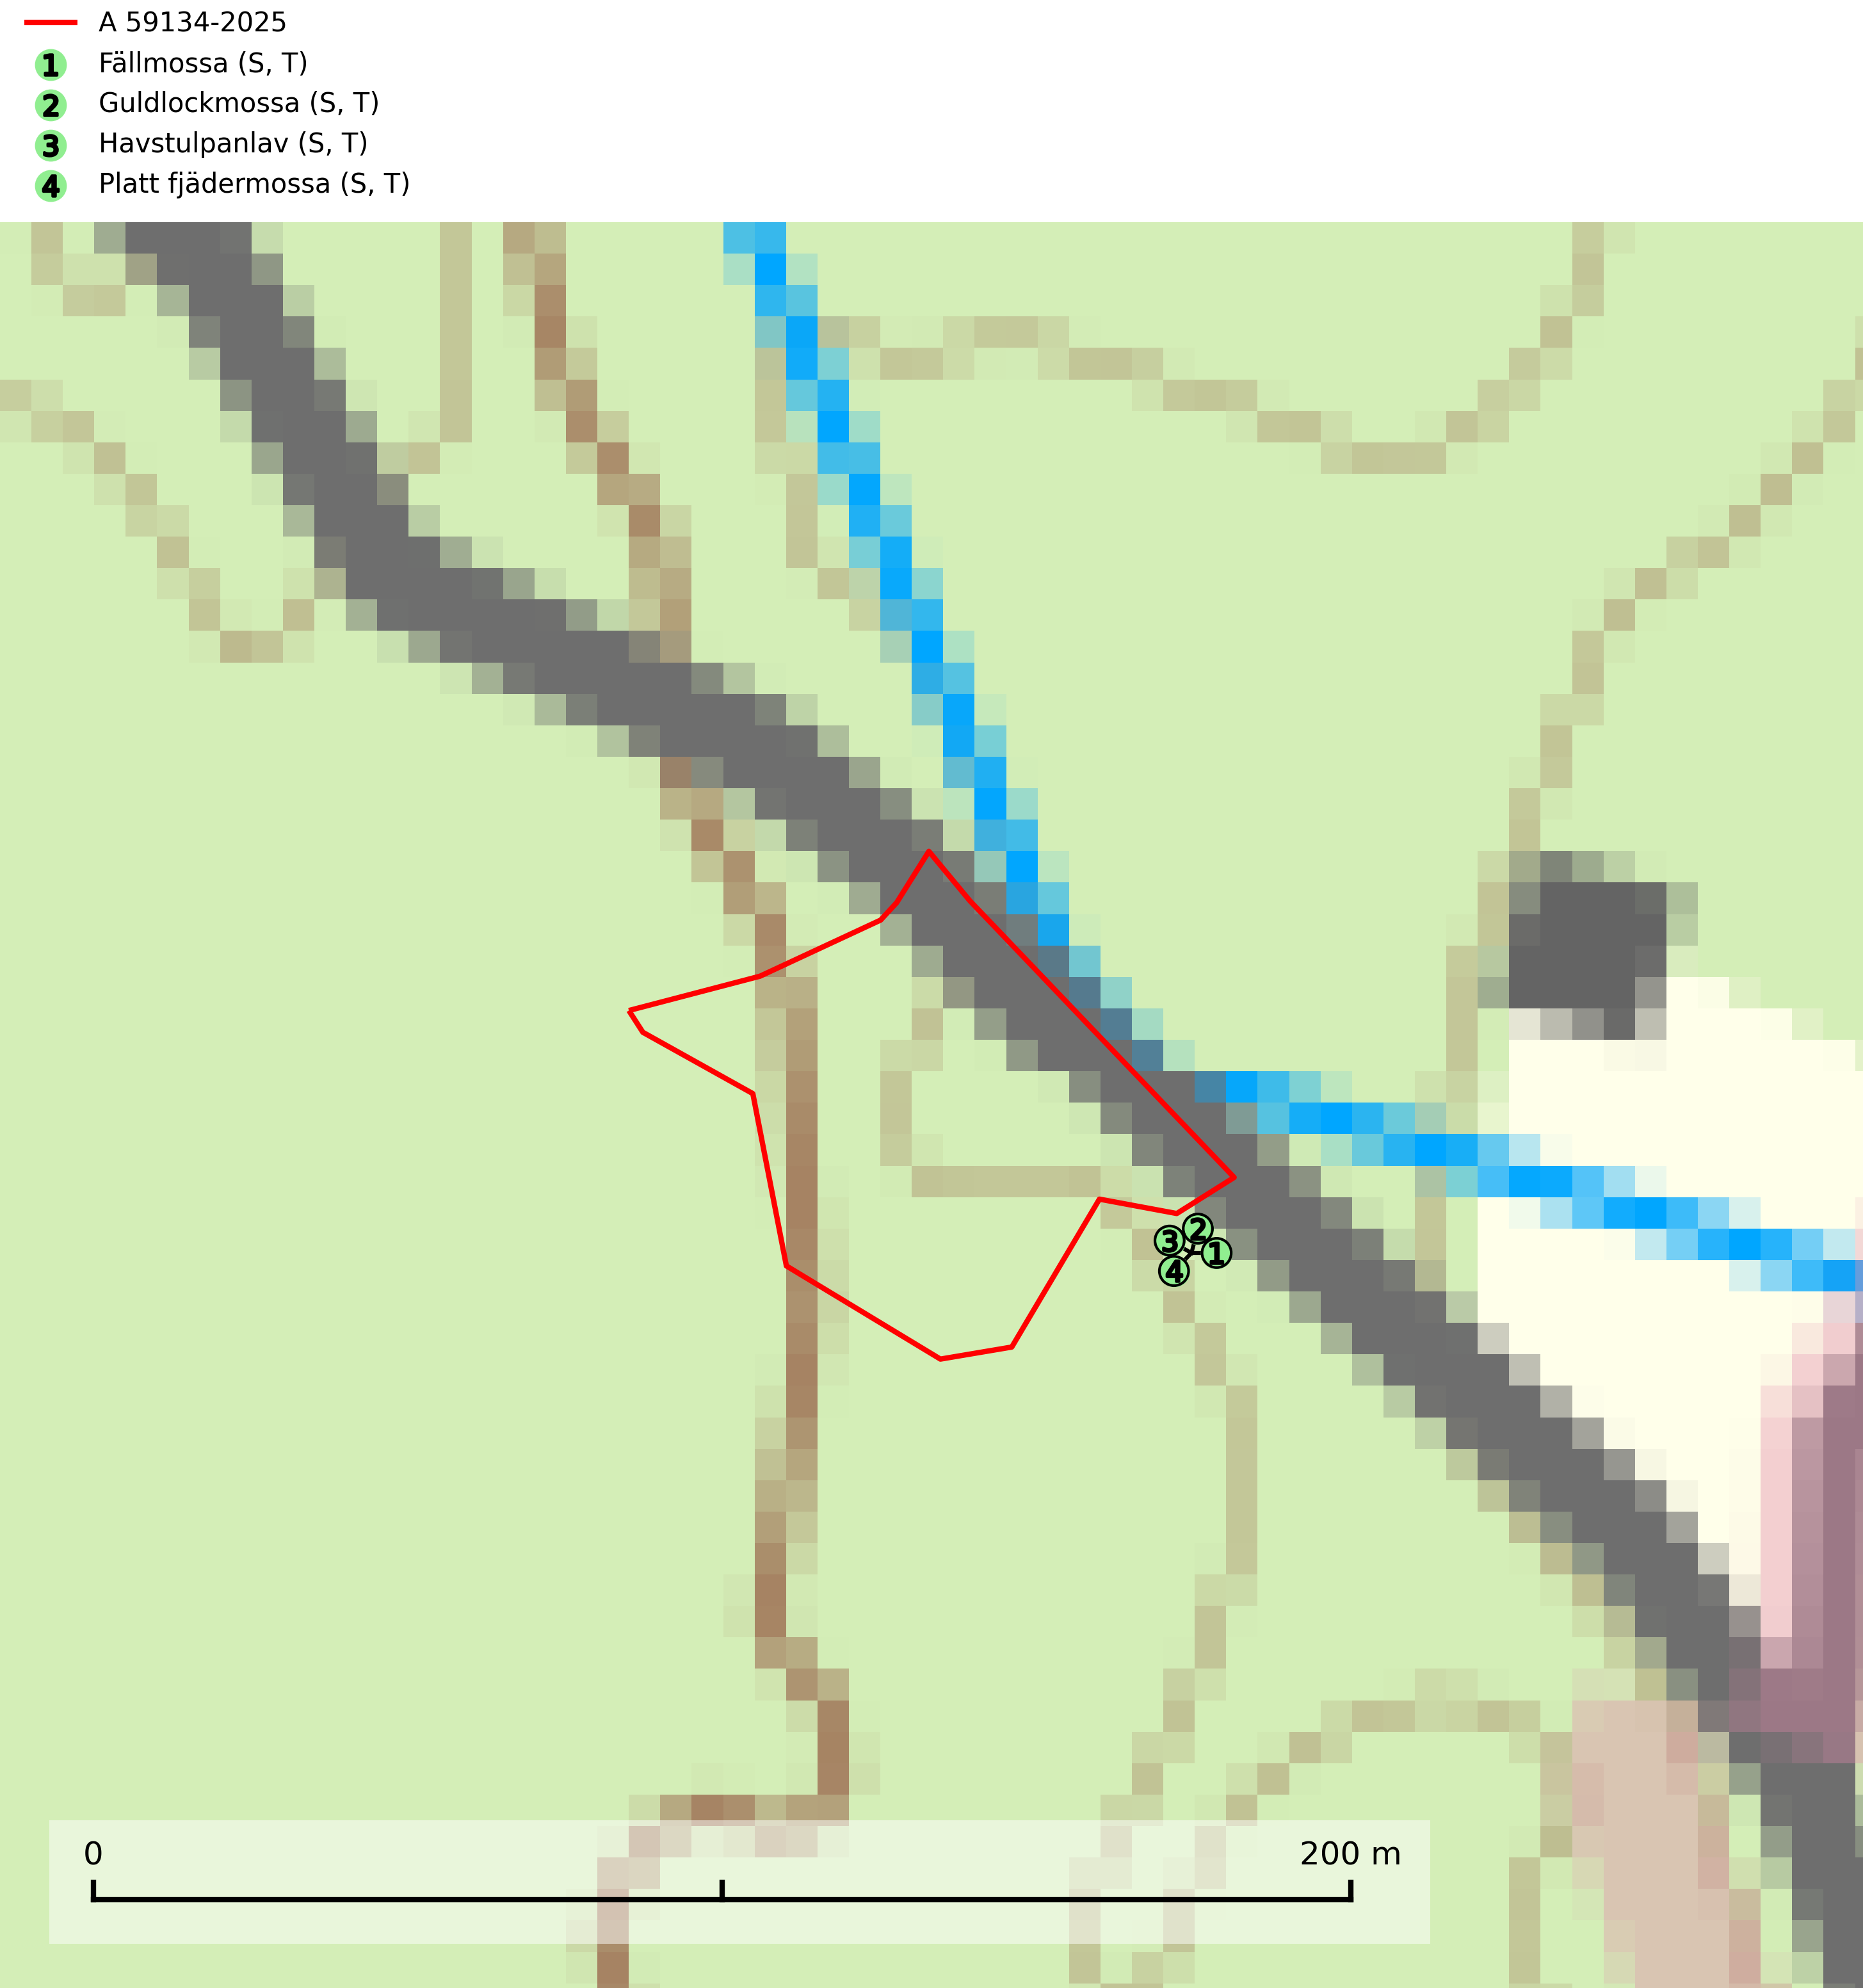 A 59134-2025
1 Fällmossa (S, T)
2 Guldlockmossa (S, T)
3 Havstulpanlav (S, T)
4 Platt fjädermossa (S, T)
2
3
1
4
0 200 m